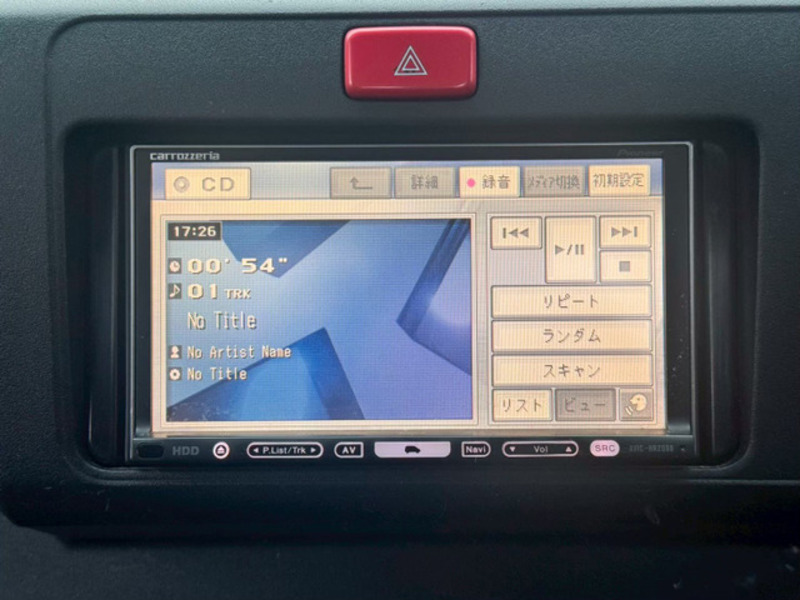 carrozzeria
Pioneer
CD
詳細
録音
メディア切換
初期設定
17:26
00' 54"
01 TRK
No Title
No Artist Name
No Title
リピート
ランダム
スキャン
リスト
ビュー
HDD
P.List/Trk
AV
Navi
Vol
SRC